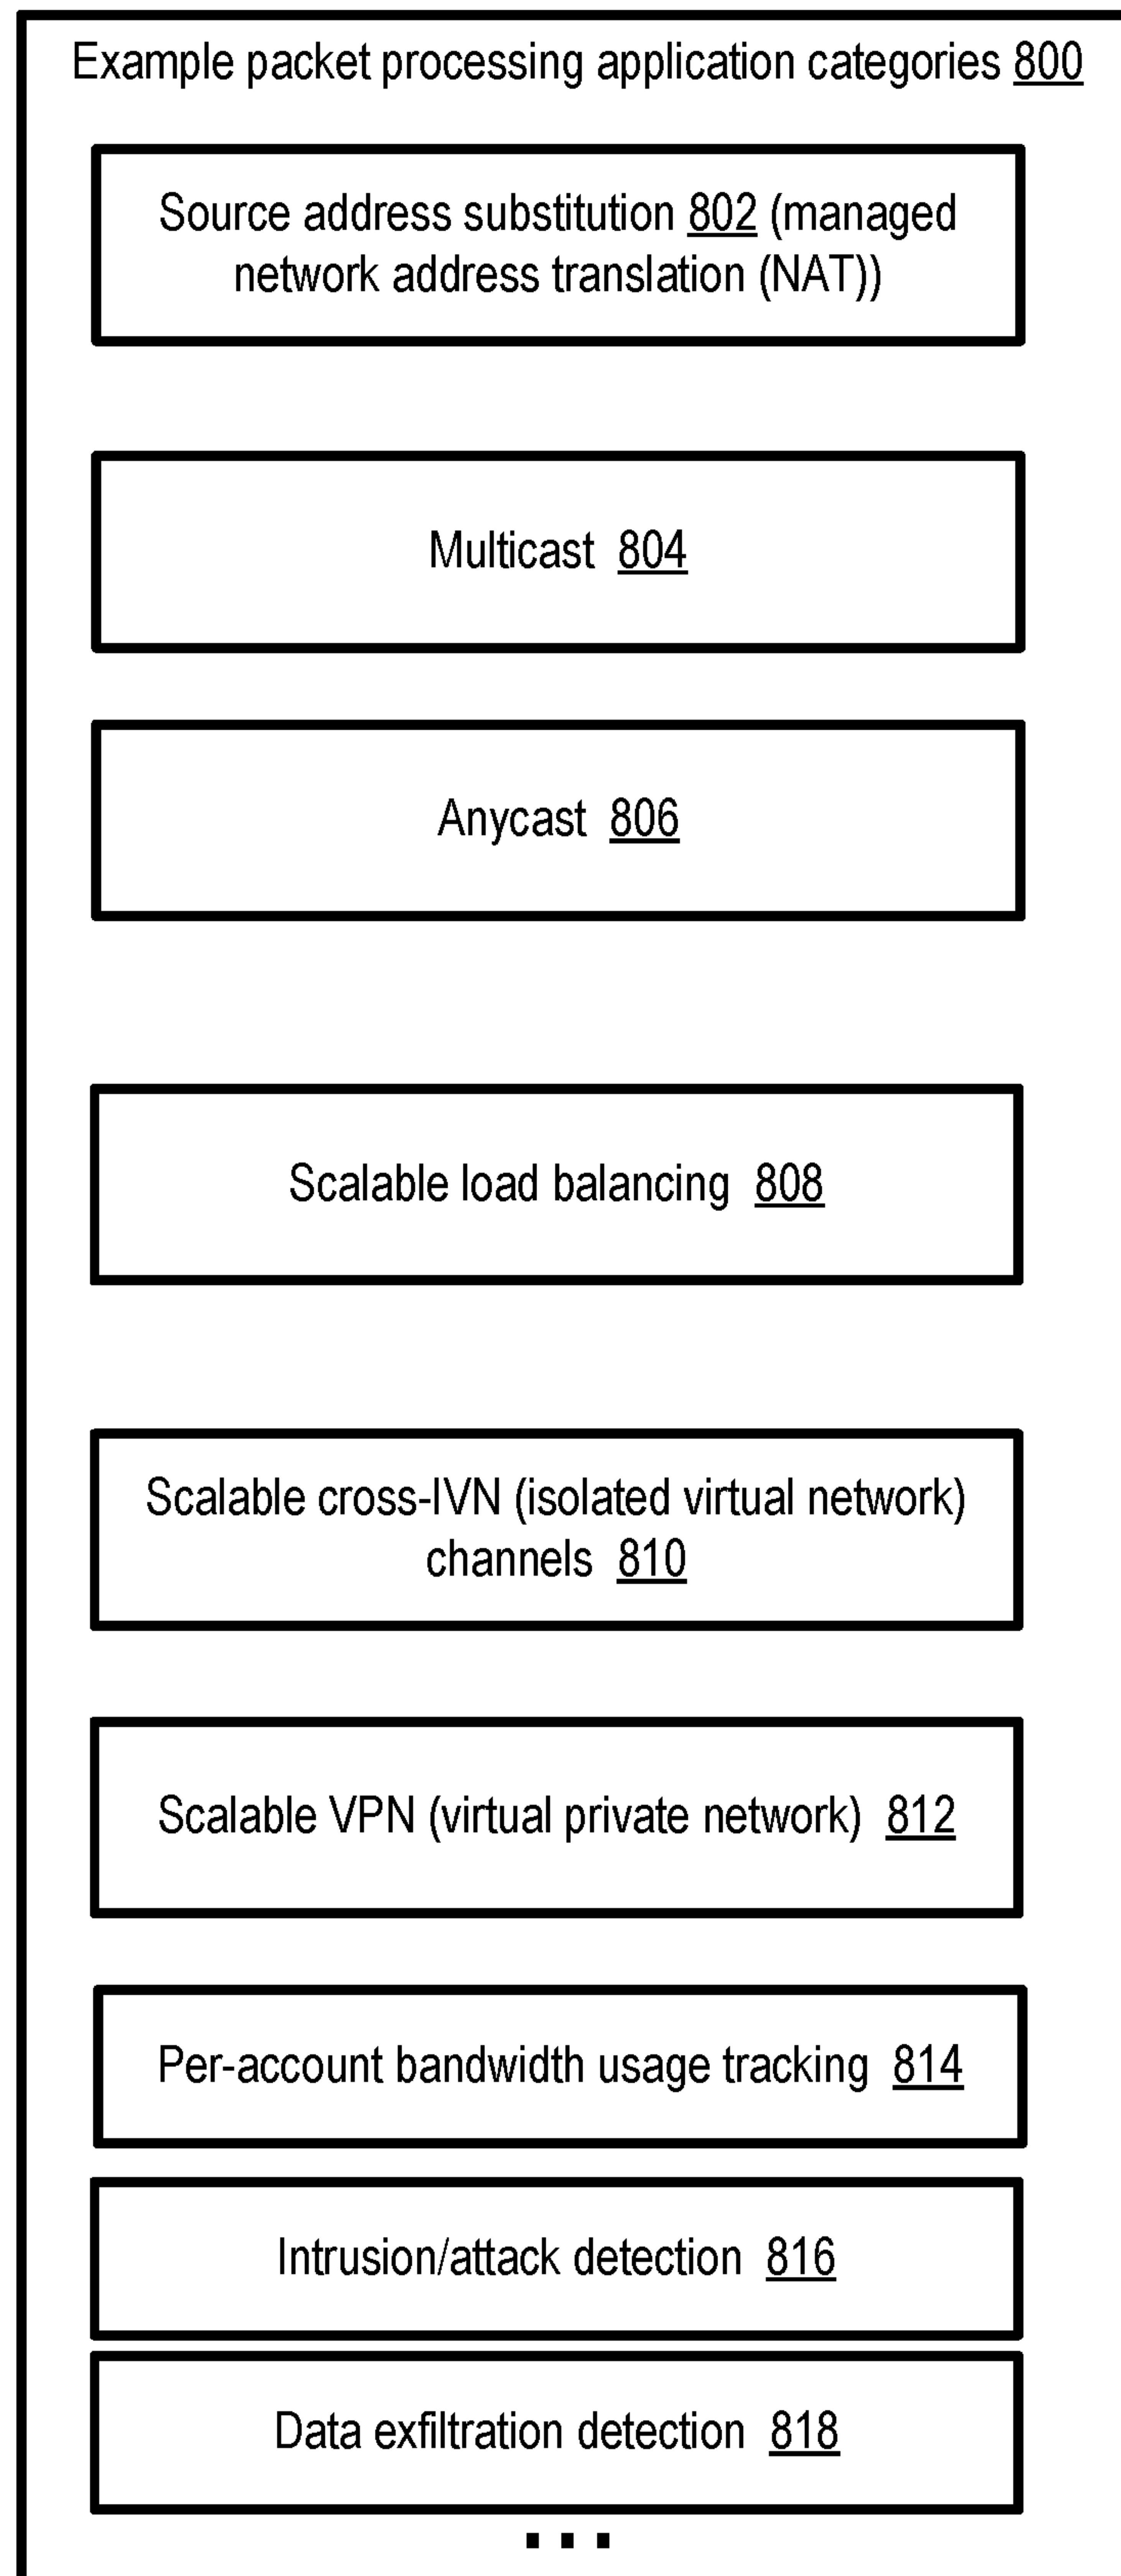 Example packet processing application categories 800
Source address substitution 802 (managed
network address translation (NAT))
Multicast 804
Anycast 806
Scalable load balancing 808
Scalable cross-IVN (isolated virtual network)
channels 810
Scalable VPN (virtual private network) 812
Per-account bandwidth usage tracking 814
Intrusion/attack detection 816
Data exfiltration detection 818
...